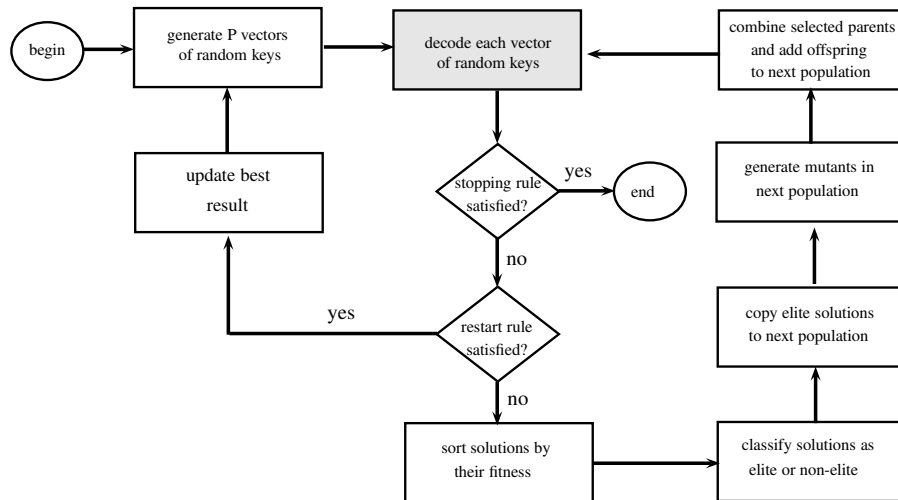 begin
generate P vectors
of random keys
decode each vector
of random keys
combine selected parents
and add offspring
to next population
update best
result
stopping rule
satisfied?
yes
end
generate mutants in
next population
no
yes
restart rule
satisfied?
copy elite solutions
to next population
no
sort solutions by
their fitness
classify solutions as
elite or non-elite